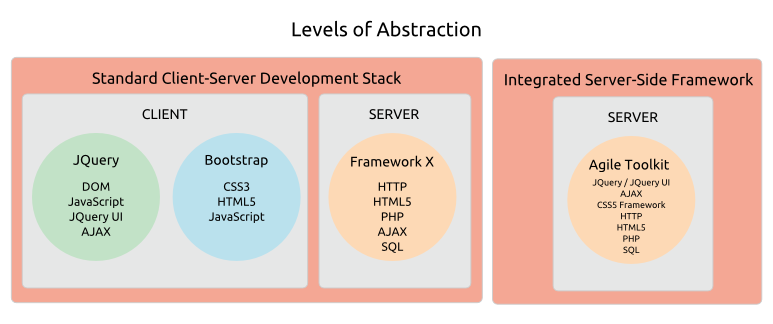 Levels of Abstraction
Standard Client-Server Development Stack
CLIENT
JQuery
DOM
JavaScript
JQuery UI
AJAX
Bootstrap
CSS3
HTML5
JavaScript
SERVER
Framework X
HTTP
HTML5
PHP
AJAX
SQL
Integrated Server-Side Framework
SERVER
Agile Toolkit
JQuery / JQuery UI
AJAX
CSS5 Framework
HTTP
HTML5
PHP
SQL